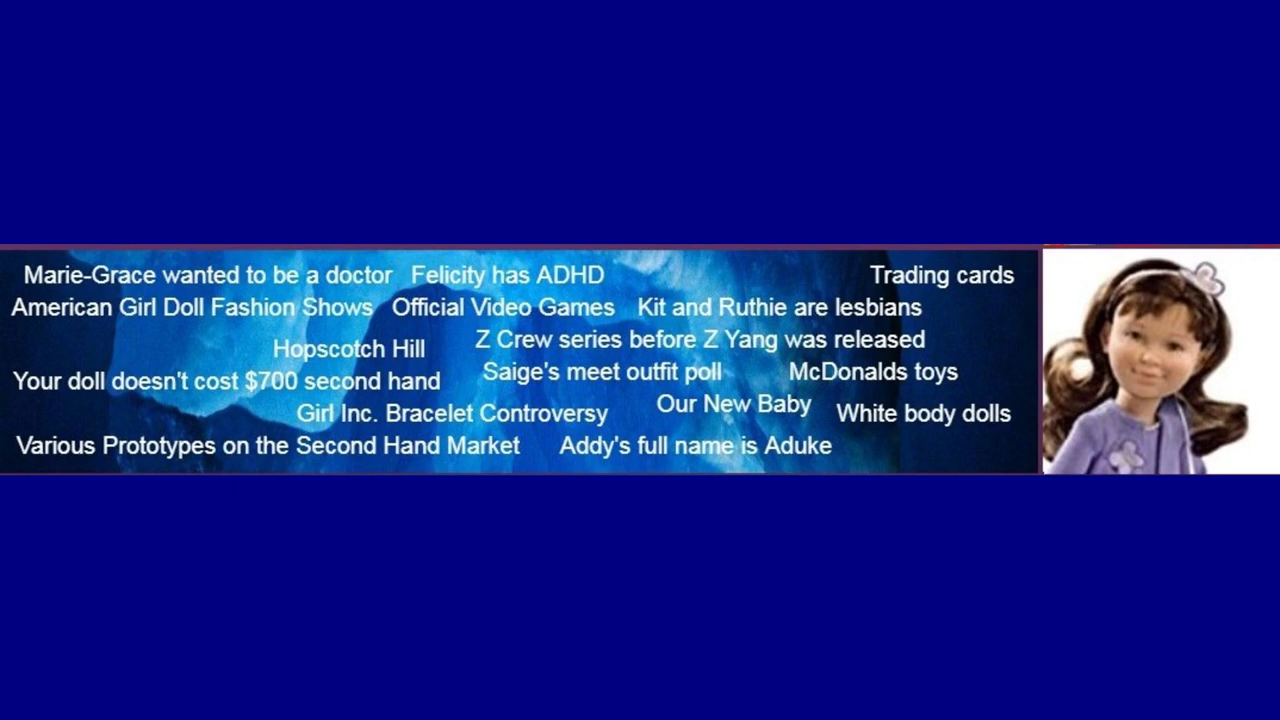 Marie-Grace wanted to be a doctor Felicity has ADHD Trading cards
American Girl Doll Fashion Shows Official Video Games Kit and Ruthie are lesbians
Z Crew series before Z Yang was released
Hopscotch Hill
Saige's meet outfit poll McDonalds toys
Your doll doesn't cost $700 second hand
Our New Baby
Girl Inc. Bracelet Controversy White body dolls
Various Prototypes on the Second Hand Market Addy's full name is Aduke